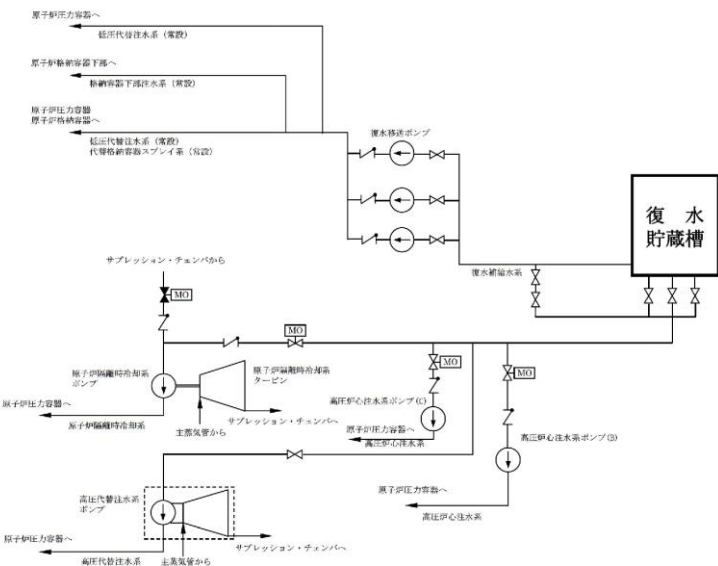 原子炉圧力容器へ
低圧代替注水系（常設）
原子炉格納容器下部へ
格納容器下部注水系（常設）
原子炉圧力容器
原子炉格納容器へ
低圧代替注水系（常設）
代替格納容器スプレイ系（常設）
復水移送ポンプ
復水
貯蔵槽
復水補給水系
サプレッション・チェンバから
MO
MO
MO
MO
原子炉隔離時冷却系
ポンプ
原子炉隔離時冷却系
タービン
原子炉圧力容器へ
原子炉隔離時冷却系
主蒸気管から
サプレッション・チェンバへ
高圧炉心注水系ポンプ(C)
原子炉圧力容器へ
高圧炉心注水系
高圧炉心注水系ポンプ(B)
原子炉圧力容器へ
高圧炉心注水系
高圧代替注水系
ポンプ
原子炉圧力容器へ
高圧代替注水系
主蒸気管から
サプレッション・チェンバへ